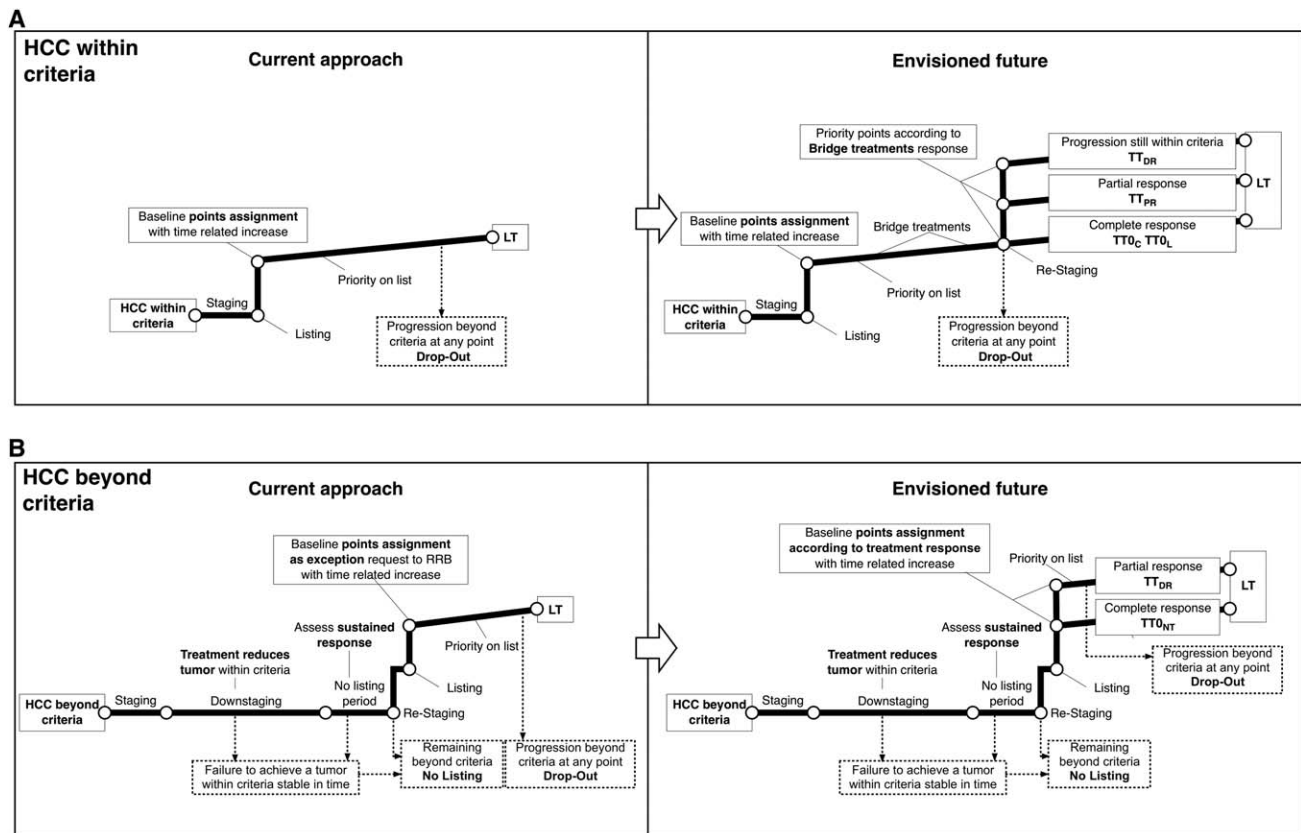 A
HCC within
criteria
Current approach
Baseline points assignment
with time related increase
LT
Priority on list
Staging
HCC within
criteria
Listing
Progression beyond
criteria at any point
Drop-Out
Envisioned future
Priority points according to
Bridge treatments response
Progression still within criteria
TT_DR
Partial response
TT_PR
LT
Complete response
TT0_C TT0_L
Baseline points assignment
with time related increase
Bridge treatments
Re-Staging
Priority on list
Staging
HCC within
criteria
Listing
Progression beyond
criteria at any point
Drop-Out
B
HCC beyond
criteria
Current approach
Baseline points assignment
as exception request to RRB
with time related increase
LT
Assess sustained
response
Priority on list
Treatment reduces
tumor within criteria
No listing
period
Listing
HCC beyond
criteria
Staging
Downstaging
Re-Staging
Failure to achieve a tumor
within criteria stable in time
Remaining
beyond criteria
No Listing
Progression beyond
criteria at any point
Drop-Out
Envisioned future
Baseline points assignment
according to treatment response
with time related increase
Priority on list
Partial response
TT_DR
LT
Complete response
TT0_NT
Assess sustained
response
Treatment reduces
tumor within criteria
No listing
period
Listing
Progression beyond
criteria at any point
Drop-Out
HCC beyond
criteria
Staging
Downstaging
Re-Staging
Failure to achieve a tumor
within criteria stable in time
Remaining
beyond criteria
No Listing